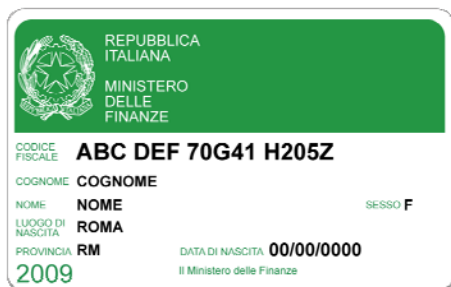 REPUBBLICA
ITALIANA
MINISTERO
DELLE
FINANZE
CODICE
FISCALE ABC DEF 70G41 H205Z
COGNOME COGNOME
NOME NOME SESSO F
LUOGO DI
NASCITA ROMA
PROVINCIA RM DATA DI NASCITA 00/00/0000
2009 Il Ministero delle Finanze